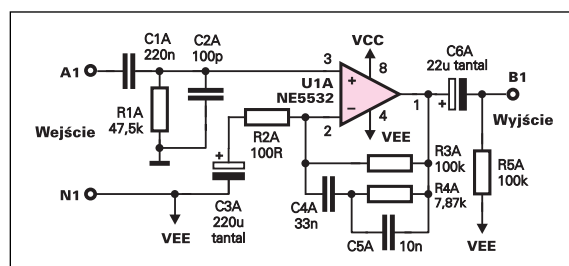 C1A
220n
C2A
100p
A1
R1A
47,5k
Wejście
N1
VEE
R2A
100R
C3A
220u
tantal
3
2
+
–
U1A
NE5532
VCC
8
4
VEE
1
C6A
22u tantal
+
B1
Wyjście
R3A
100k
R4A
7,87k
C4A
33n
C5A
10n
R5A
100k
VEE
+